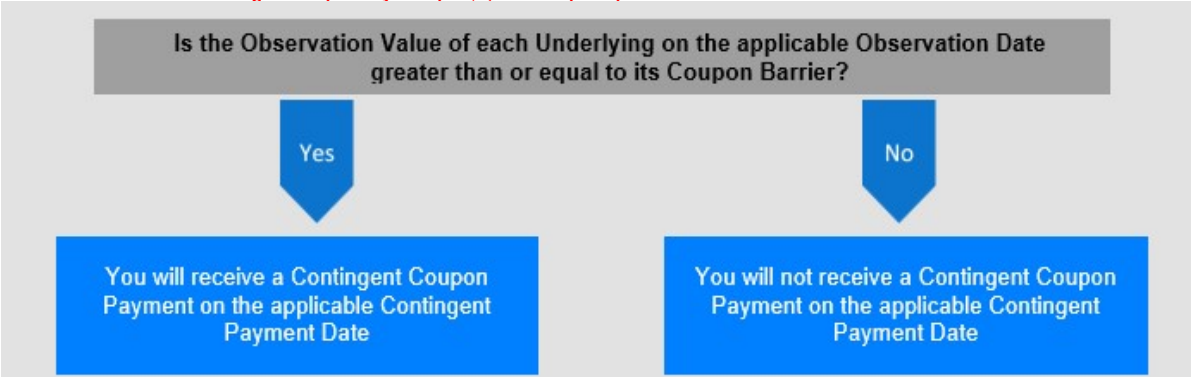 Is the Observation Value of each Underlying on the applicable Observation Date
greater than or equal to its Coupon Barrier?
Yes
No
You will receive a Contingent Coupon
Payment on the applicable Contingent
Payment Date
You will not receive a Contingent Coupon
Payment on the applicable Contingent
Payment Date